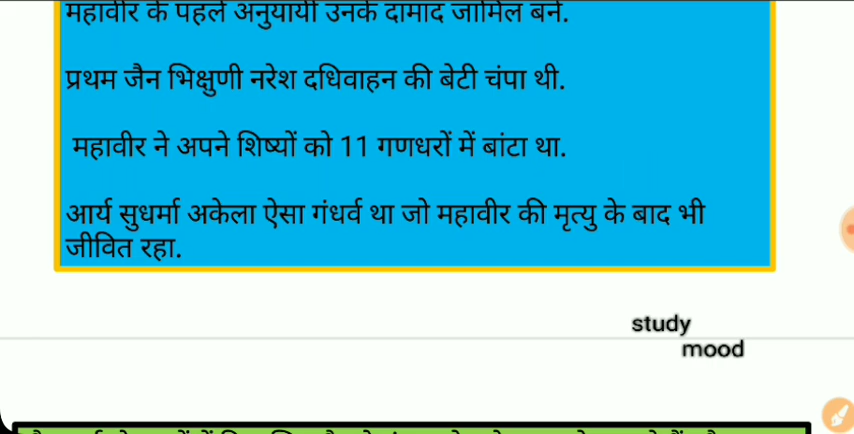 महावीर के पहले अनुयायी उनके दामाद जामिल बने.
प्रथम जैन भिक्षुणी नरेश दधिवाहन की बेटी चंपा थी.
महावीर ने अपने शिष्यों को 11 गणधरों में बांटा था.
आर्य सुधर्मा अकेला ऐसा गंधर्व था जो महावीर की मृत्यु के बाद भी
जीवित रहा.
study
mood